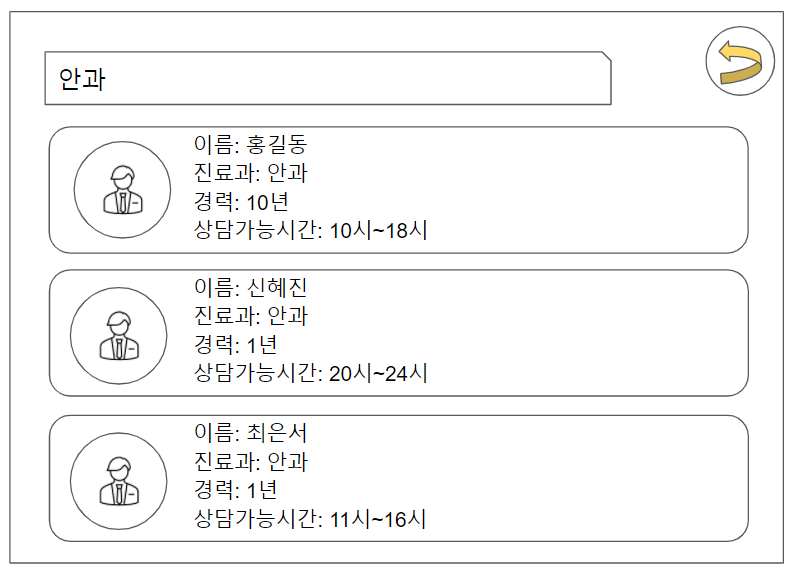 안과
이름: 홍길동
진료과: 안과
경력: 10년
상담가능시간: 10시~18시
이름: 신혜진
진료과: 안과
경력: 1년
상담가능시간: 20시~24시
이름: 최은서
진료과: 안과
경력: 1년
상담가능시간: 11시~16시